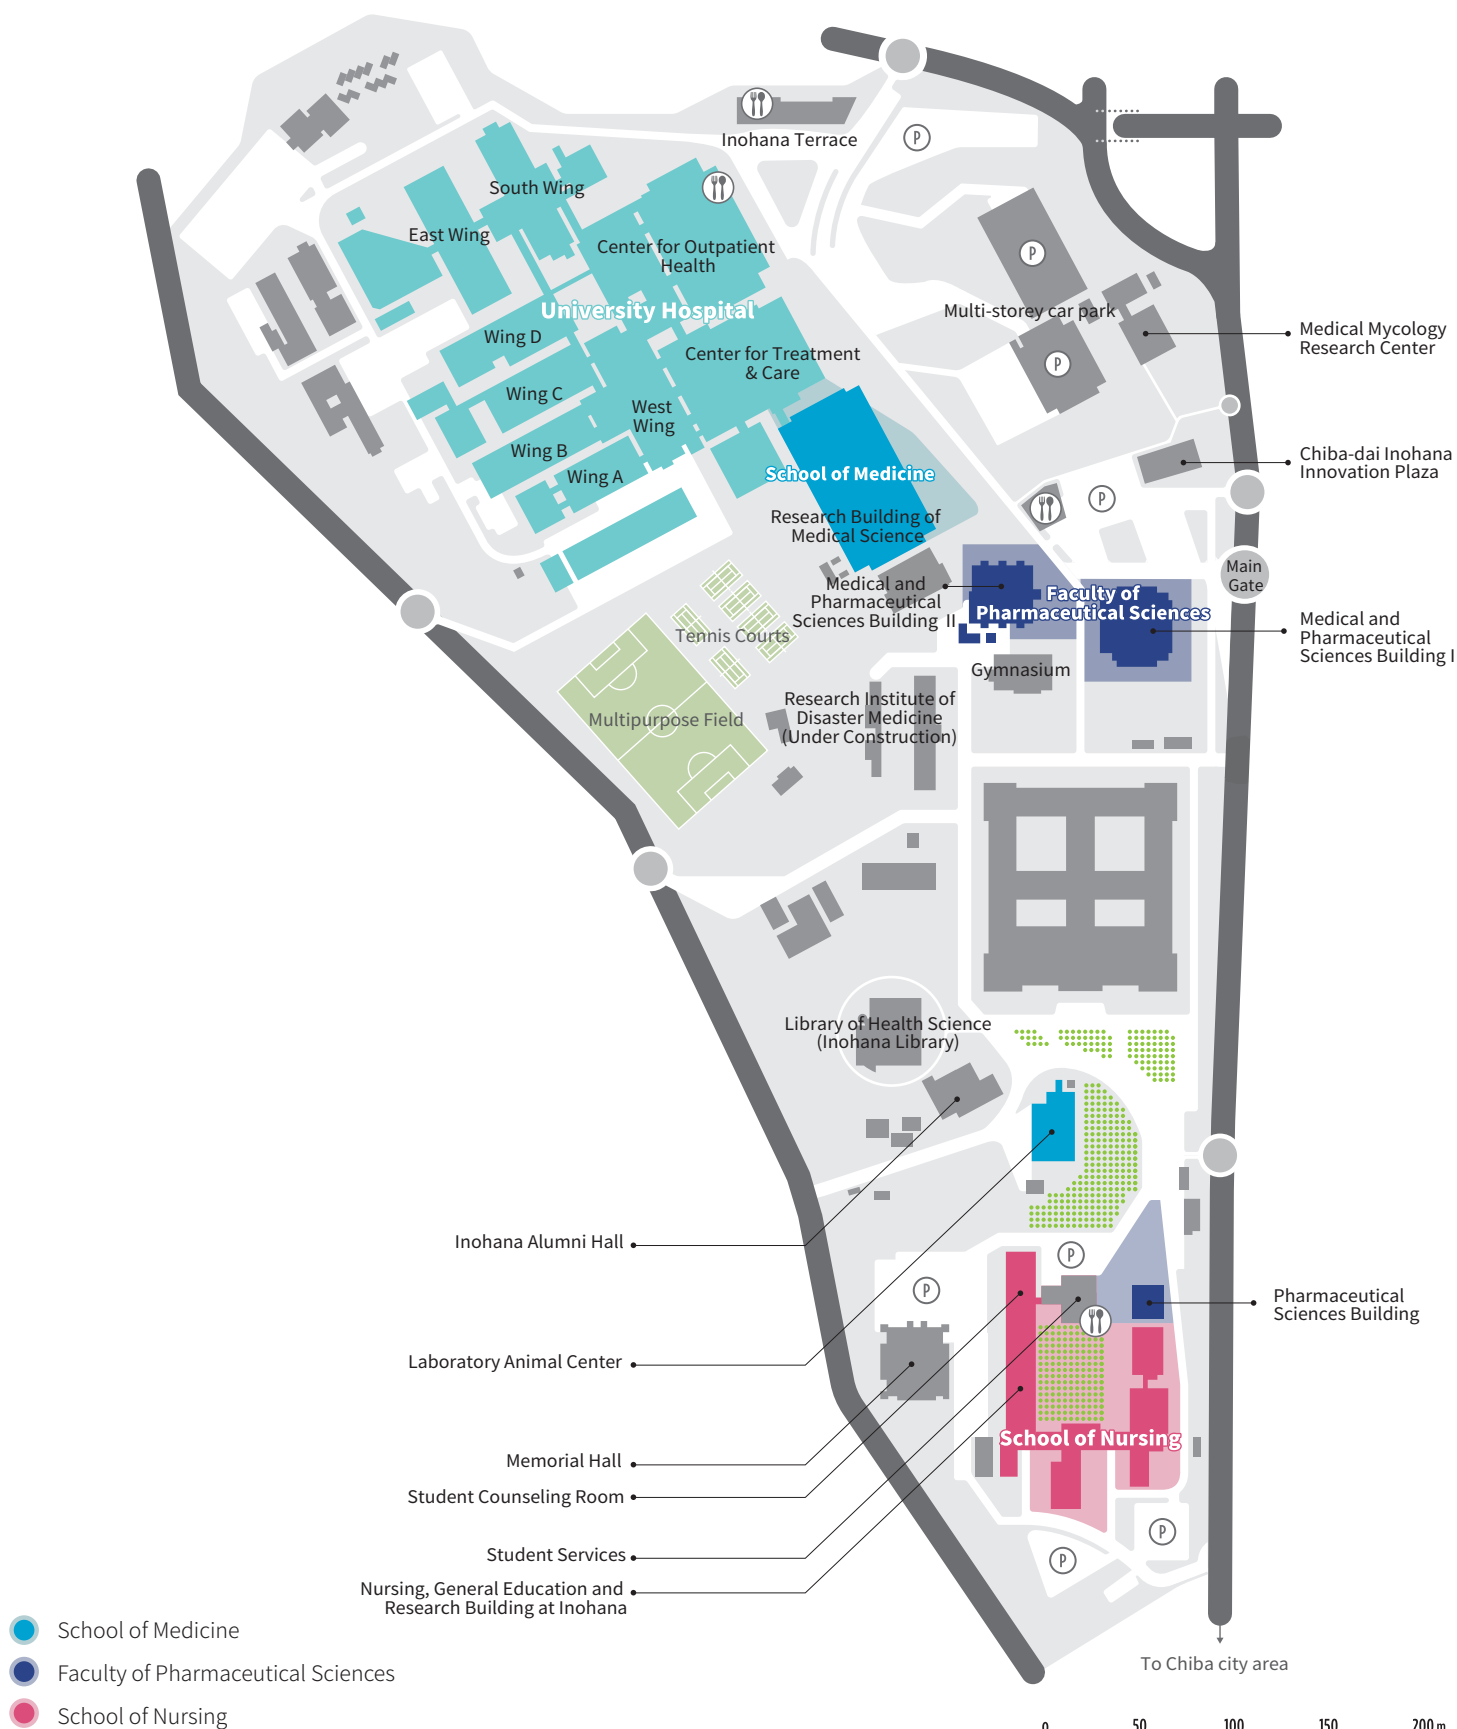 Inohana Terrace
P
South Wing
East Wing
Center for Outpatient
Health
P
University Hospital
Multi-storey car park
Wing D
Medical Mycology
Research Center
Center for Treatment
& Care
P
Wing C
West
Wing
Wing B
Wing A
Chiba-dai Inohana
Innovation Plaza
School of Medicine
P
Research Building of
Medical Science
Main
Gate
Medical and
Pharmaceutical
Sciences Building II
Faculty of
Pharmaceutical Sciences
Medical and
Pharmaceutical
Sciences Building I
Tennis Courts
Gymnasium
Multipurpose Field
Research Institute of
Disaster Medicine
(Under Construction)
Library of Health Science
(Inohana Library)
Inohana Alumni Hall
P
P
Pharmaceutical
Sciences Building
Laboratory Animal Center
School of Nursing
Memorial Hall
Student Counseling Room
P
P
Student Services
Nursing, General Education and
Research Building at Inohana
School of Medicine
Faculty of Pharmaceutical Sciences
School of Nursing
To Chiba city area
0 50 100 150 200 m